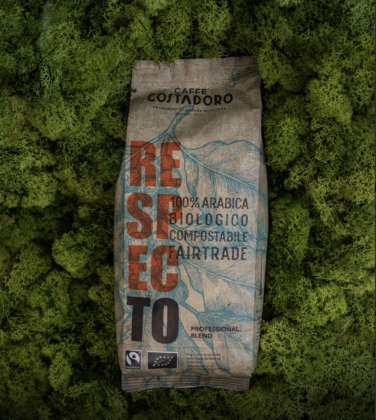 CAFFÈ
COSTADORO
RE
SP
EC
TO
100% ARABICA
BIOLOGICO
COMPOSTABILE
FAIRTRADE
PROFESSIONAL
BLEND